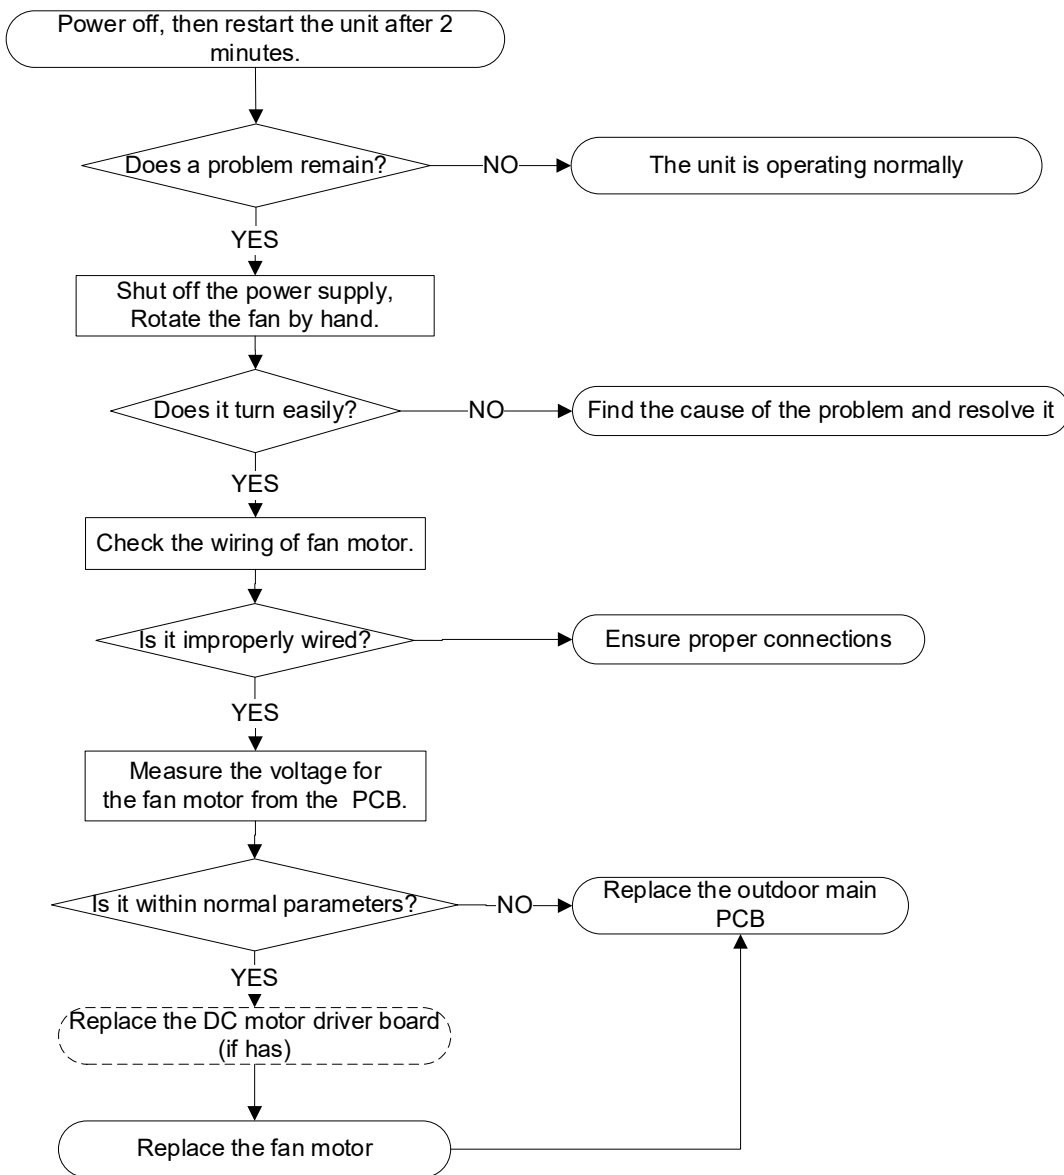 Power off, then restart the unit after 2
minutes.
Does a problem remain?
NO
The unit is operating normally
YES
Shut off the power supply,
Rotate the fan by hand.
Does it turn easily?
NO
Find the cause of the problem and resolve it
YES
Check the wiring of fan motor.
Is it improperly wired?
Ensure proper connections
YES
Measure the voltage for
the fan motor from the PCB.
Is it within normal parameters?
NO
Replace the outdoor main
PCB
YES
Replace the DC motor driver board
(if has)
Replace the fan motor